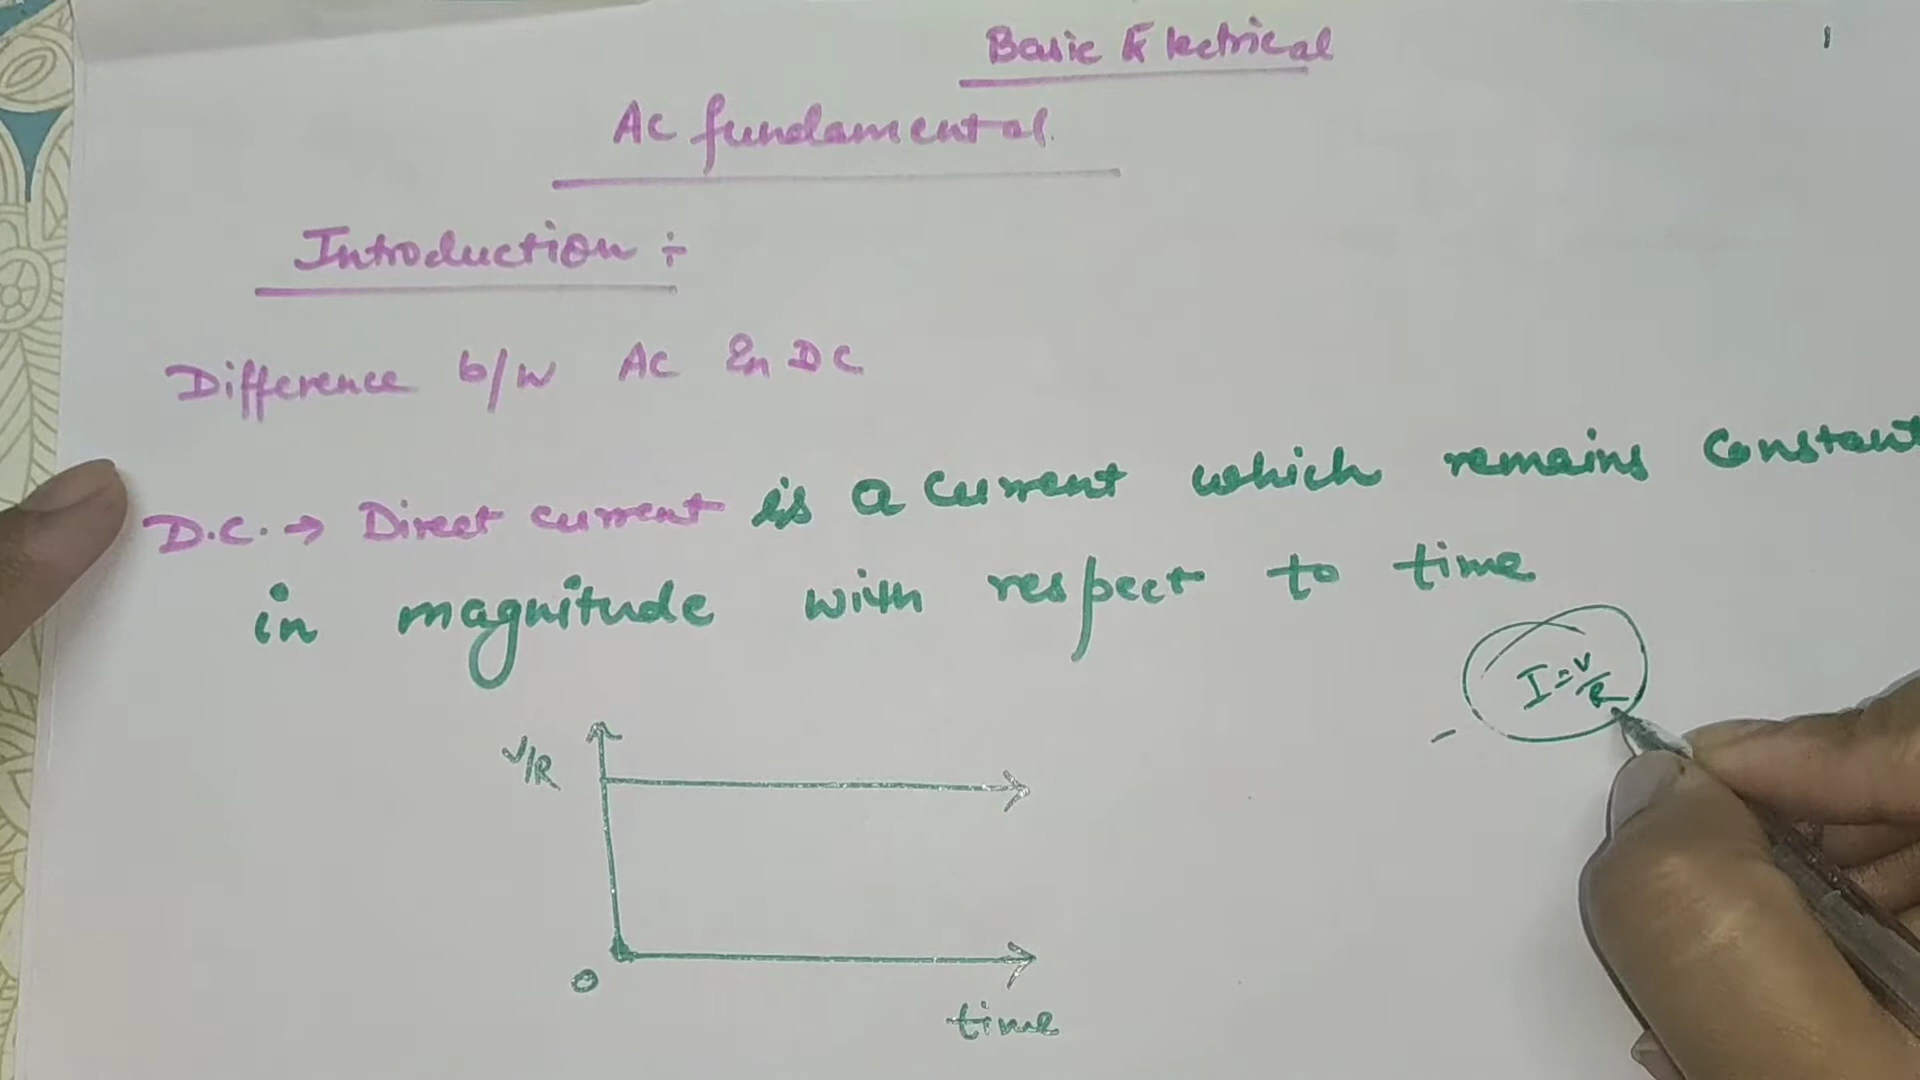 Basic Electrical
Ac fundamental.
Introduction :-
Difference b/w AC & DC
D.C. → Direct current is a current which remains constant
in magnitude with respect to time
I = V/R
V/R
0
time